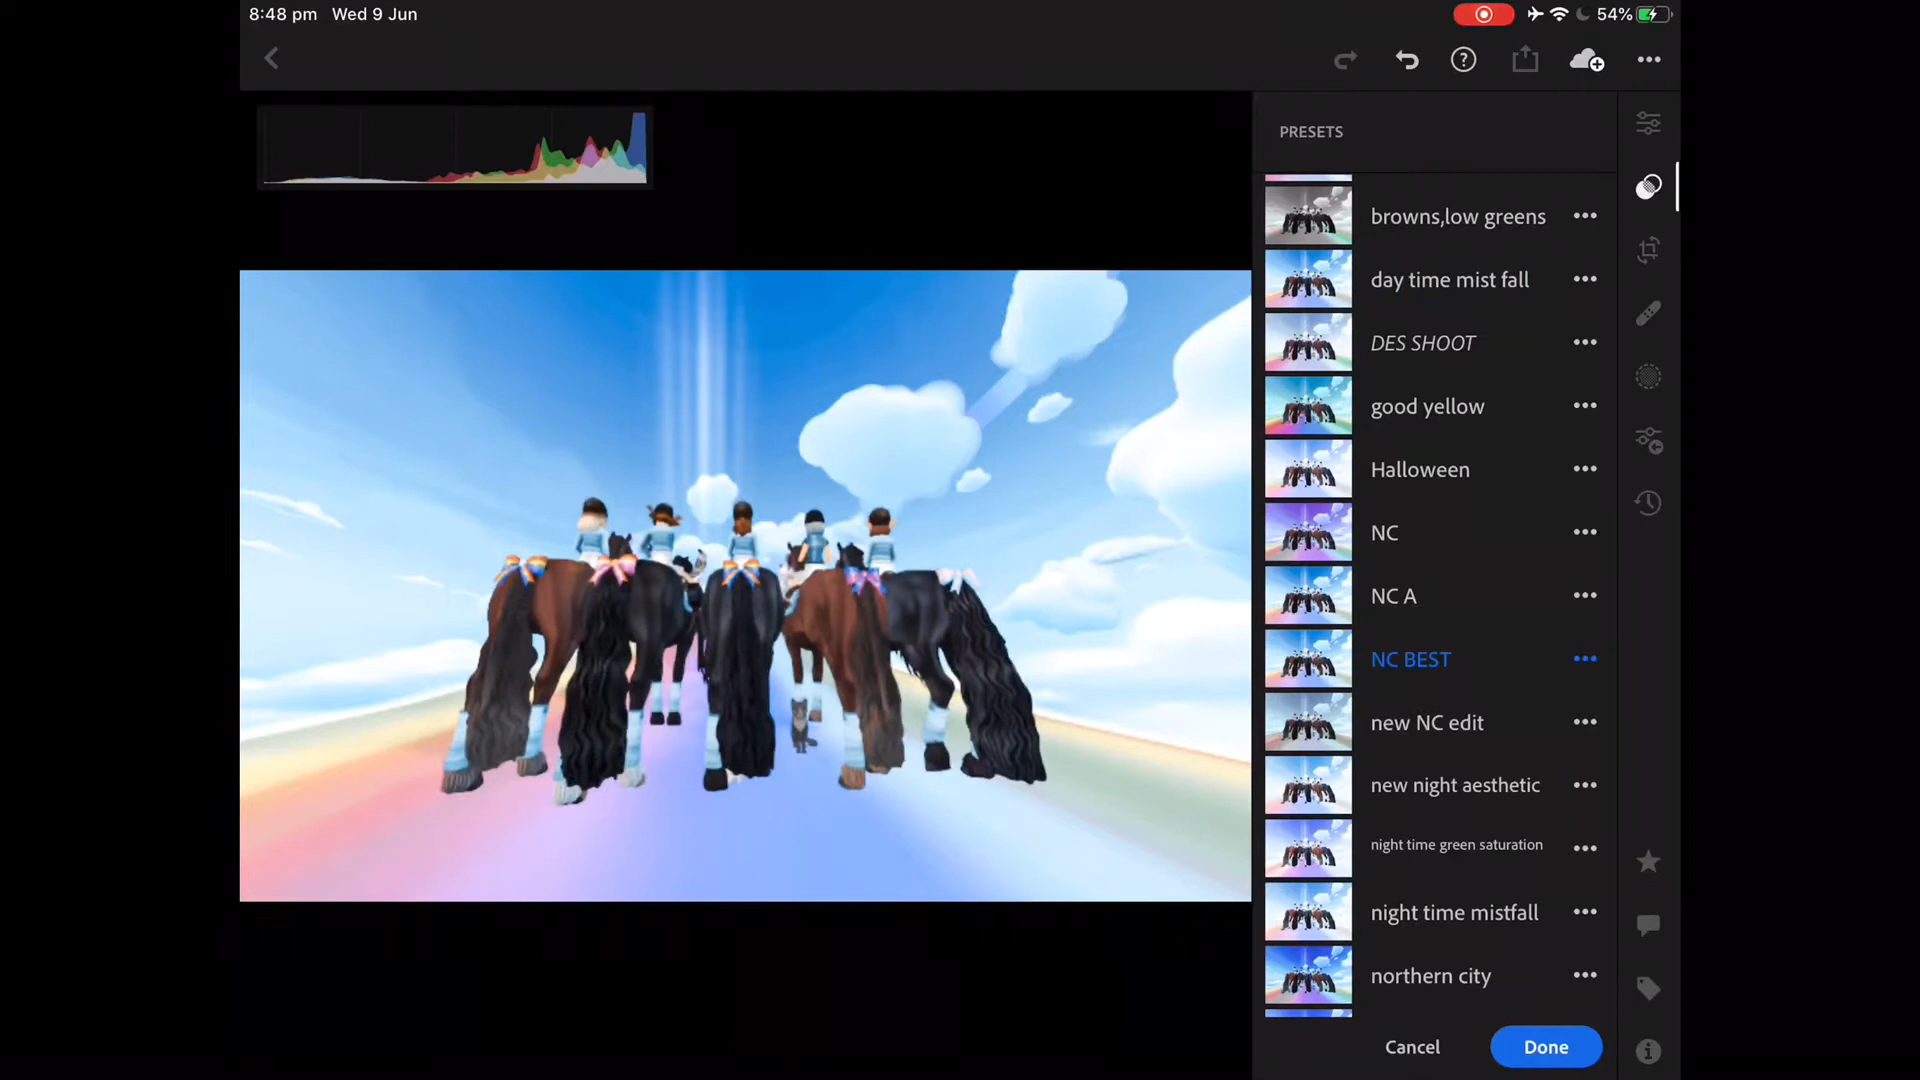 8:48 pm Wed 9 Jun
54%
PRESETS
browns,low greens
day time mist fall
DES SHOOT
good yellow
Halloween
NC
NC A
NC BEST
new NC edit
new night aesthetic
night time green saturation
night time mistfall
northern city
Cancel
Done